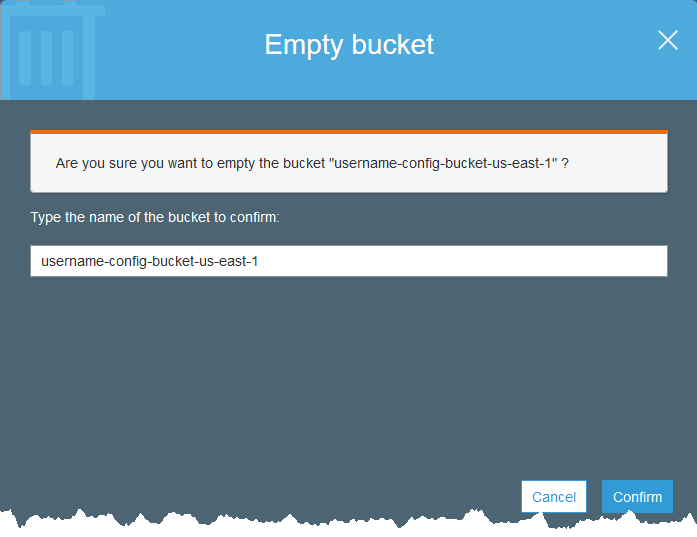 Empty bucket
Are you sure you want to empty the bucket "username-config-bucket-us-east-1" ?
Type the name of the bucket to confirm:
username-config-bucket-us-east-1
Cancel
Confirm